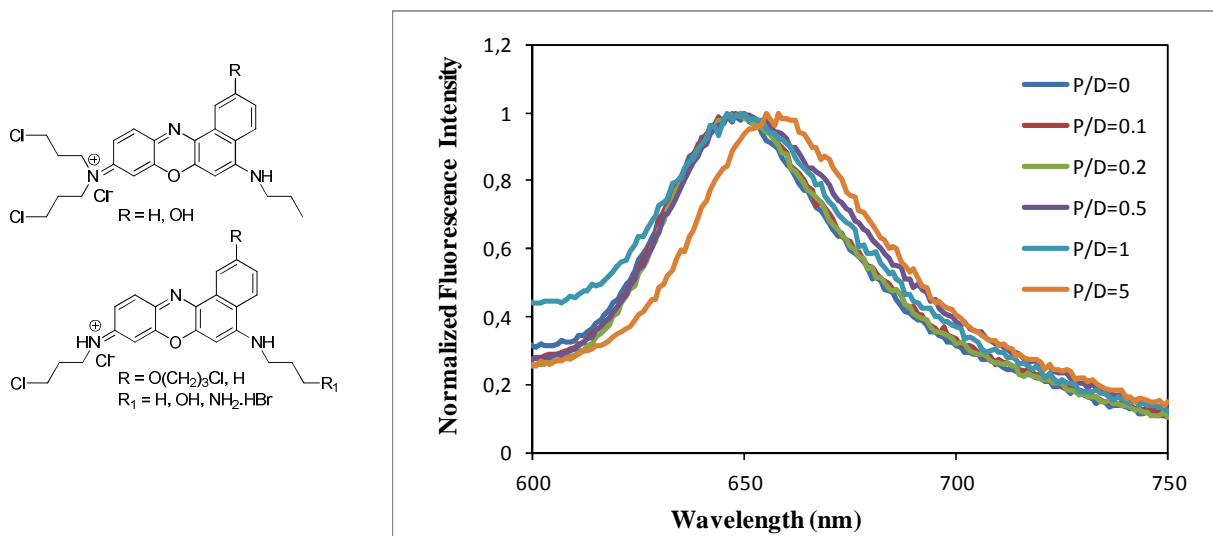 R
Cl
N
N
⊕
Cl⁻
O
NH
Cl
R = H, OH
R
N
⊕
HN
Cl⁻
O
NH
Cl
R₁
R = O(CH₂)₃Cl, H
R₁ = H, OH, NH₂.HBr
Normalized Fluorescence Intensity
1,2
1
0,8
0,6
0,4
0,2
0
600
650
700
750
Wavelength (nm)
P/D=0
P/D=0.1
P/D=0.2
P/D=0.5
P/D=1
P/D=5